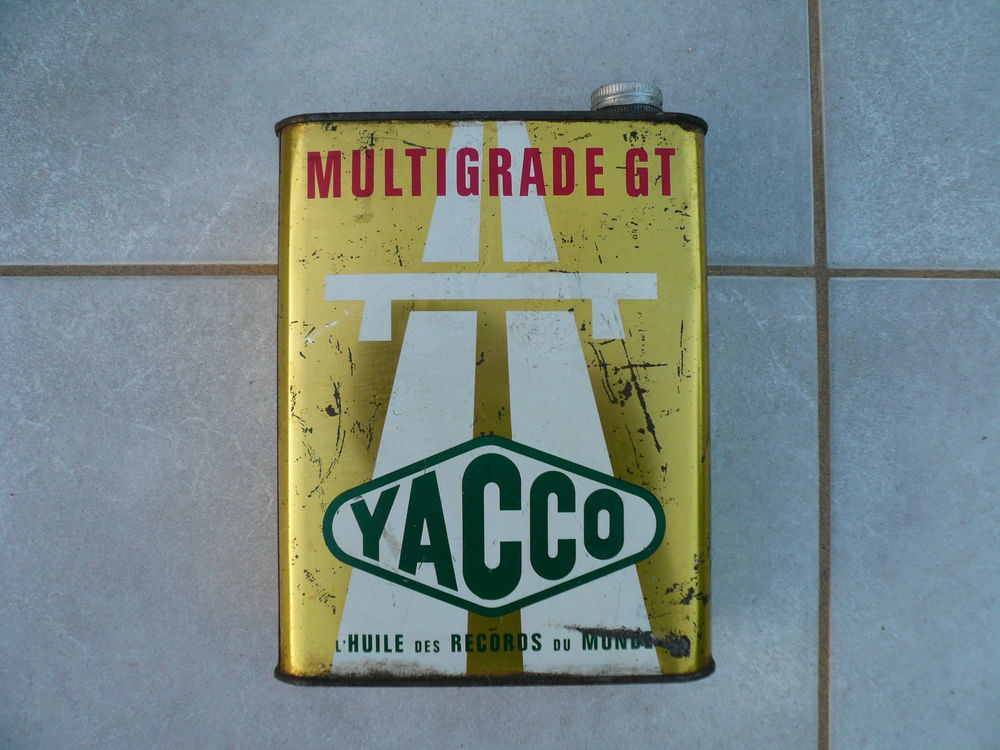 MULTIGRADE GT
YACCO
L'HUILE DES RECORDS DU MONDE